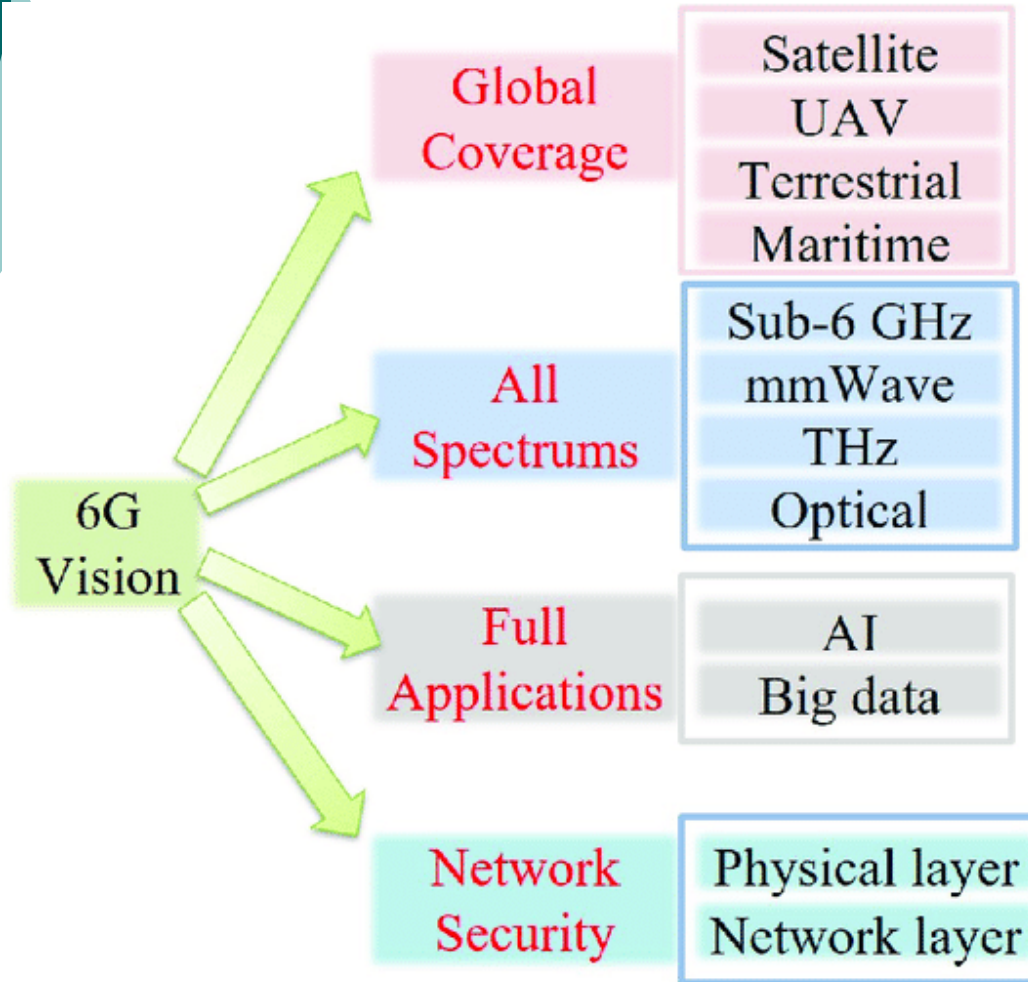 6G
Vision
Global
Coverage
Satellite
UAV
Terrestrial
Maritime
All
Spectrums
Sub-6 GHz
mmWave
THz
Optical
Full
Applications
AI
Big data
Network
Security
Physical layer
Network layer